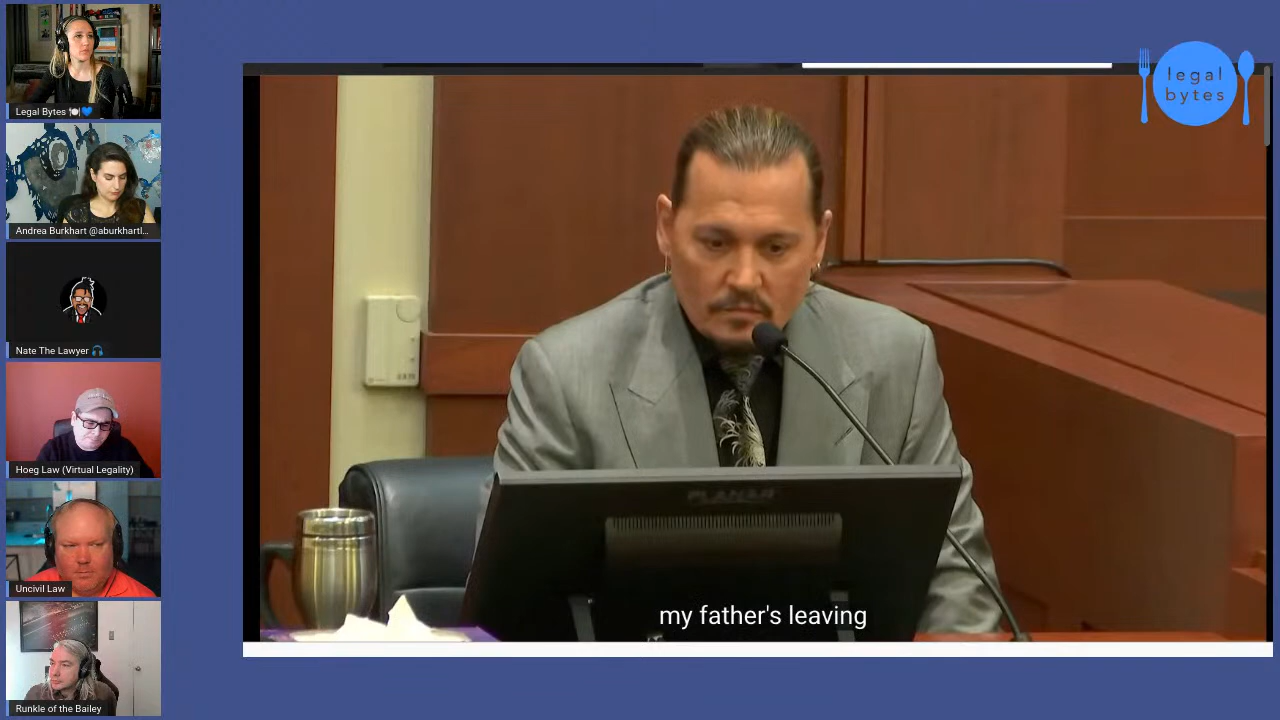 Legal Bytes 🍽️💙
Andrea Burkhart @aburkhartl...
Nate The Lawyer 🎧
Hoeg Law (Virtual Legality)
Uncivil Law
Runkle of the Bailey
legal
bytes
PLANAR
my father's leaving